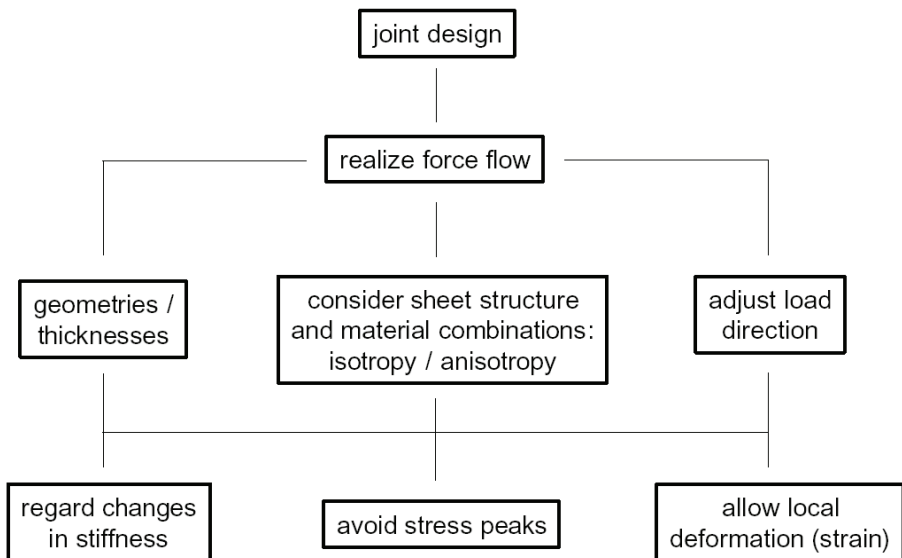 joint design
realize force flow
geometries /
thicknesses
consider sheet structure
and material combinations:
isotropy / anisotropy
adjust load
direction
regard changes
in stiffness
avoid stress peaks
allow local
deformation (strain)